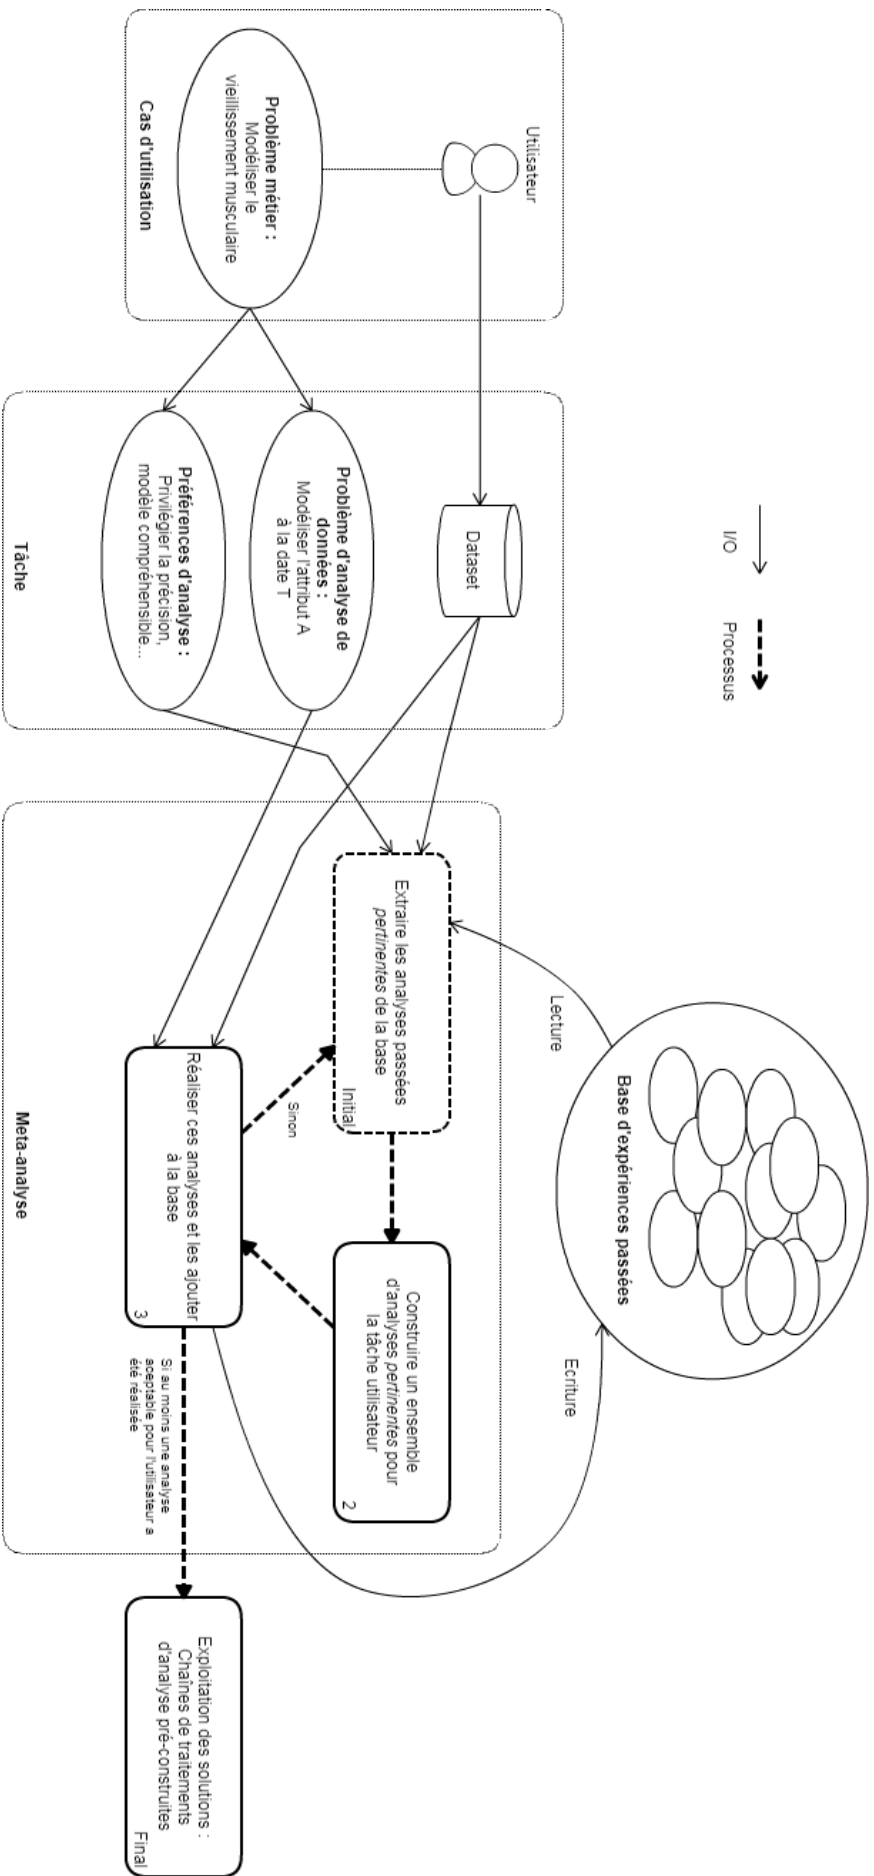 Utilisateur
Problème métier :
Modéliser le
vieillissement musculaire
Cas d'utilisation
Dataset
Problème d'analyse de
données :
Modéliser l'attribut A
à la date T
Préférences d'analyse :
Privilégier la précision,
modèle compréhensible...
Tâche
I/O
Processus
Base d'expériences passées
Lecture
Ecriture
Extraire les analyses passées
pertinentes de la base
Initial
Construire un ensemble
d'analyses pertinentes pour
la tâche utilisateur
2
Sinon
Réaliser ces analyses et les ajouter
à la base
3
Meta-analyse
Si au moins une analyse
aceptable pour l'utilisateur a
été réalisée
Exploitation des solutions :
Chaînes de traitements
d'analyse pré-construites
Final